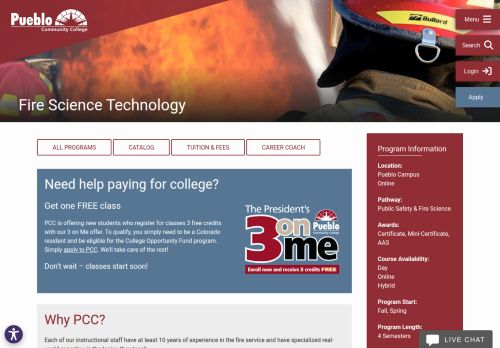 Pueblo
Community College
Bullard
Menu
Search
Login
Apply
Fire Science Technology
ALL PROGRAMS
CATALOG
TUITION & FEES
CAREER COACH
Need help paying for college?
Get one FREE class
PCC is offering new students who register for classes 3 free credits
with our 3 on Me offer. To qualify, you simply need to be a Colorado
resident and be eligible for the College Opportunity Fund program.
Simply apply to PCC. We'll take care of the rest!
Don't wait – classes start soon!
The President's
3 on me
Pueblo
Community College
Enroll now and receive 3 credits FREE
Why PCC?
Each of our instructional staff have at least 10 years of experience in the fire service and have specialized real-
Program Information
Location:
Pueblo Campus
Online
Pathway:
Public Safety & Fire Science
Awards:
Certificate, Mini-Certificate,
AAS
Course Availability:
Day
Online
Hybrid
Program Start:
Fall, Spring
Program Length:
4 Semesters
LIVE CHAT